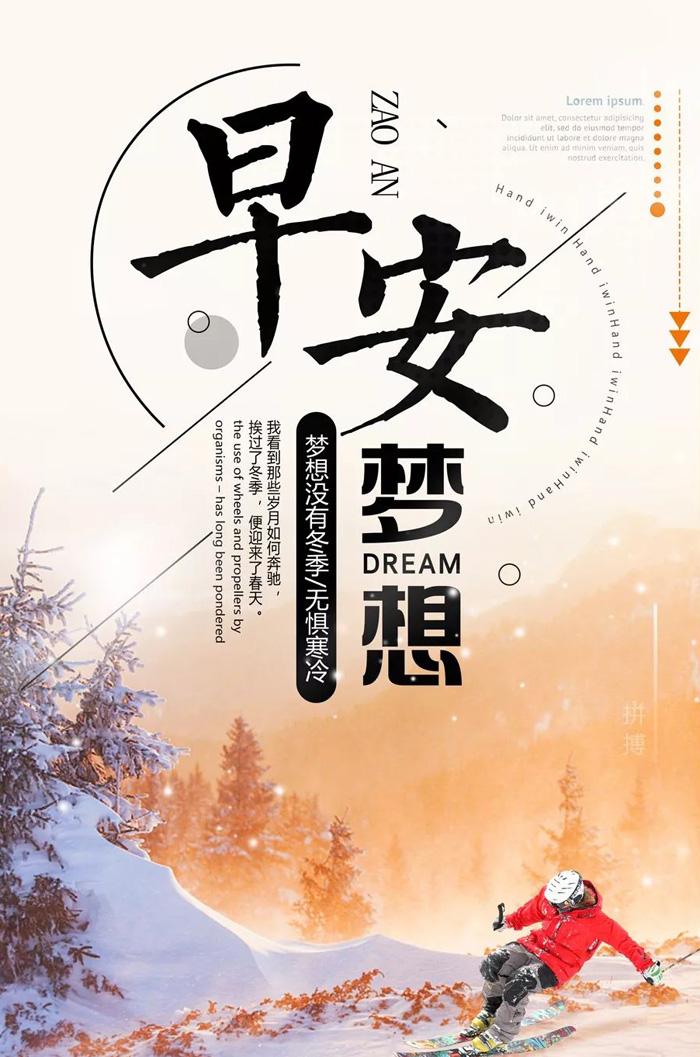 早安
ZAO AN
Lorem ipsum
Dolor sit amet, consectetur adipisicing
elit, sed do eiusmod tempor
incididunt ut labore et dolore magna
aliqua. Ut enim ad minim veniam, quis
nostrud exercitation.
Hand iwin Hand iwinHand iwinHand iwinHand iwin
梦想
DREAM
梦想没有冬季/无惧寒冷
我看到那些岁月如何奔驰，
挨过了冬季，便迎来了春天。
the use of wheels and propellers by
organisms – has long been pondered
拼搏